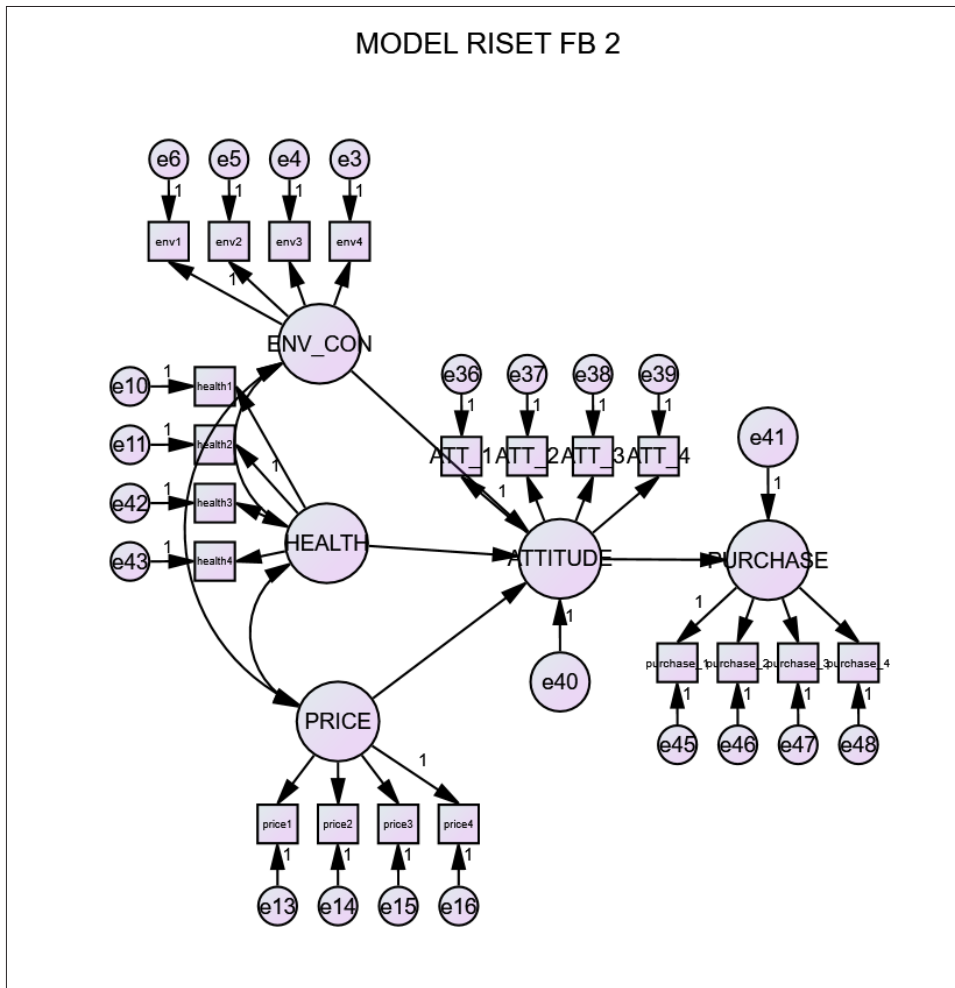 MODEL RISET FB 2
e6 e5 e4 e3
1 1 1 1
env1 env2 env3 env4
1
ENV_CON
e36 e37 e38 e39
1 1 1 1
ATT_1 ATT_2 ATT_3 ATT_4
1
e10 1 health1
e11 1 health2
1
e42 1 health3
e43 1 health4
HEALTH
ATTITUDE
1
e40
e41
1
PURCHASE
1
purchase_1 purchase_2 purchase_3 purchase_4
1 1 1 1
e45 e46 e47 e48
PRICE
1
price1 price2 price3 price4
1 1 1 1
e13 e14 e15 e16